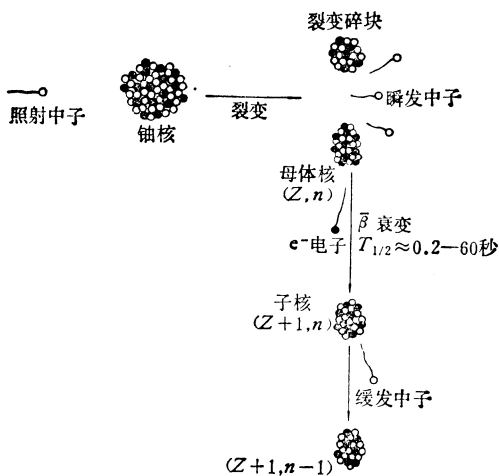 裂变碎块
照射中子
铀核
裂变
瞬发中子
母体核
(Z,n)
e⁻电子
β̄ 衰变
T₁/₂≈0.2—60秒
子核
(Z+1,n)
缓发中子
(Z+1,n−1)